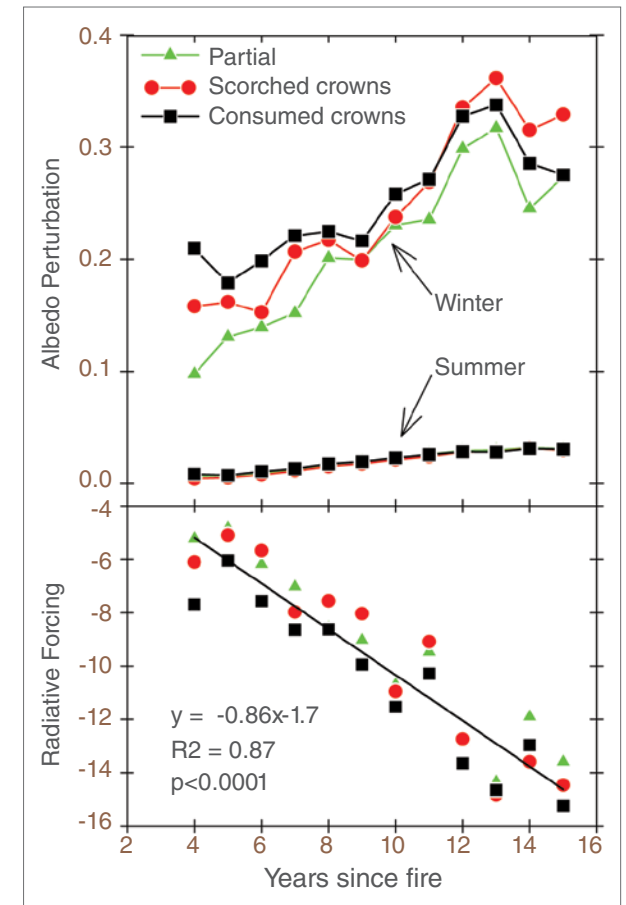 0.4
Partial
Scorched crowns
Consumed crowns
0.3
Albedo Perturbation
0.2
Winter
0.1
Summer
0.0
-4
-6
-8
Radiative Forcing
-10
-12
y = -0.86x-1.7
R2 = 0.87
-14
p<0.0001
-16
2 4 6 8 10 12 14 16
Years since fire